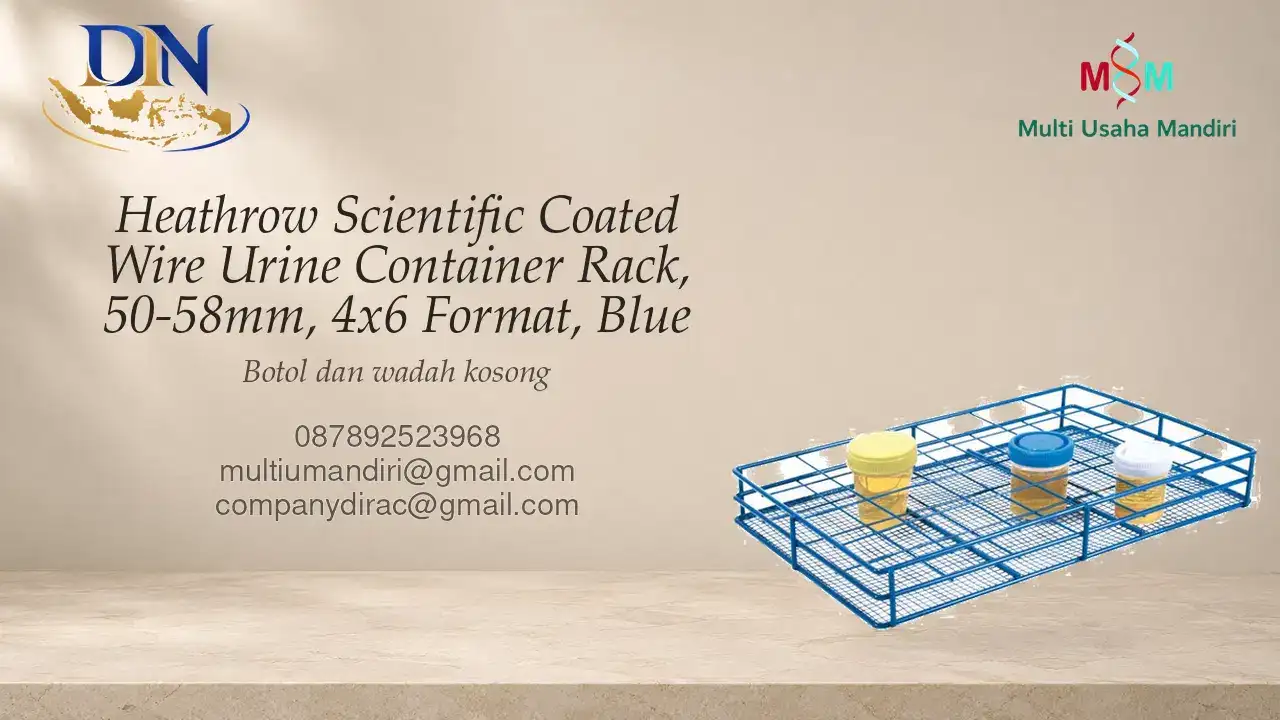 DIN
MSM
Multi Usaha Mandiri
Heathrow Scientific Coated
Wire Urine Container Rack,
50-58mm, 4x6 Format, Blue
Botol dan wadah kosong
087892523968
multiumandiri@gmail.com
companydirac@gmail.com